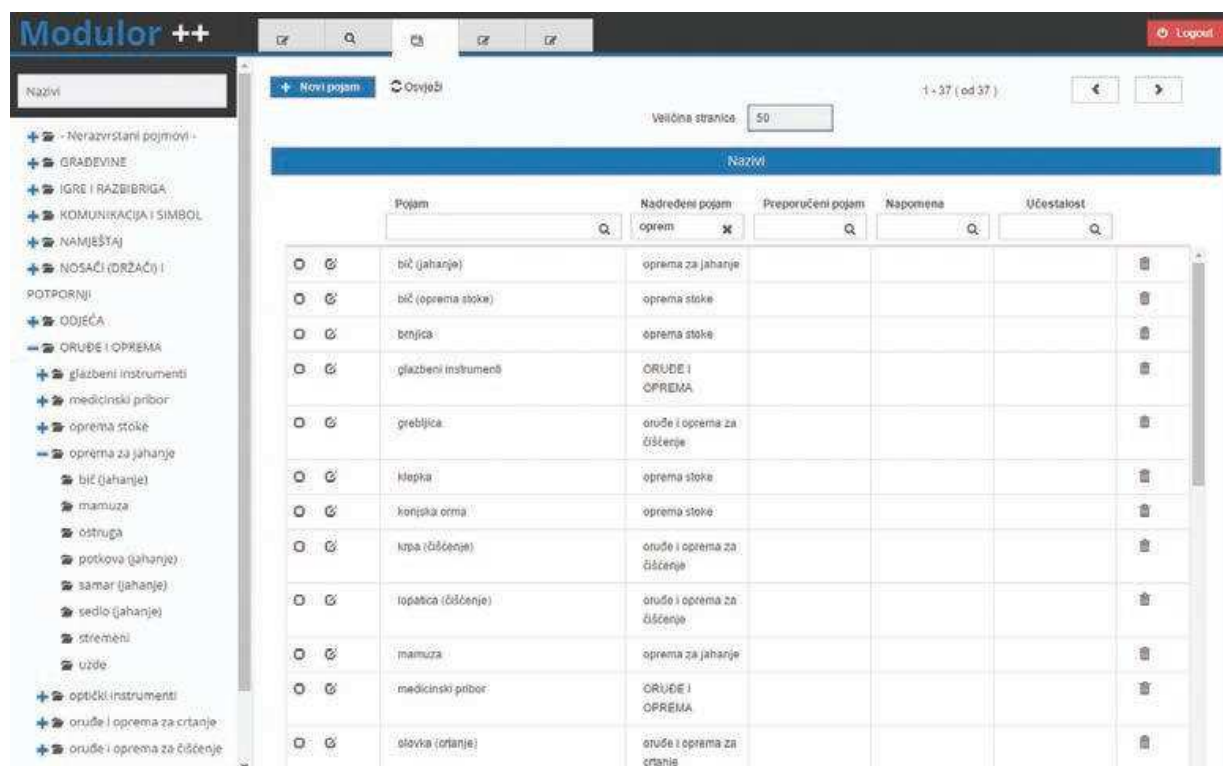 Modulor ++
Logout
Nazivi
- Nerazvrstani pojmovi -
GRAĐEVINE
IGRE I RAZBIBRIGA
KOMUNIKACIJA I SIMBOL
NAMJEŠTAJ
NOSAČI (DRŽAČI) I
POTPORNJI
ODJEĆA
ORUĐE I OPREMA
glazbeni instrumenti
medicinski pribor
oprema stoke
oprema za jahanje
bič (jahanje)
mamuza
ostruga
potkova (jahanje)
samar (jahanje)
sedlo (jahanje)
stremeni
uzde
optički instrumenti
oruđe i oprema za crtanje
oruđe i oprema za čišćenje
+ Novi pojam Osvježi
1 - 37 ( od 37 )
Veličina stranice 50
Nazivi
Pojam Nadređeni pojam Preporučeni pojam Napomena Učestalost
oprem
bič (jahanje) oprema za jahanje
bič (oprema stoke) oprema stoke
brnjica oprema stoke
glazbeni instrumenti ORUĐE I
OPREMA
grebljica oruđe i oprema za
čišćenje
klepka oprema stoke
konjska orma oprema stoke
krpa (čišćenje) oruđe i oprema za
čišćenje
lopatica (čišćenje) oruđe i oprema za
čišćenje
mamuza oprema za jahanje
medicinski pribor ORUĐE I
OPREMA
olovka (crtanje) oruđe i oprema za
crtanje